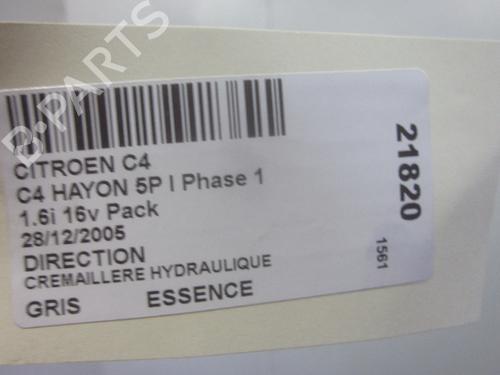 B-PARTS
CITROEN C4
C4 HAYON 5P I Phase 1
1.6i 16v Pack
28/12/2005
DIRECTION
CREMAILLERE HYDRAULIQUE
GRIS ESSENCE
21820
1561